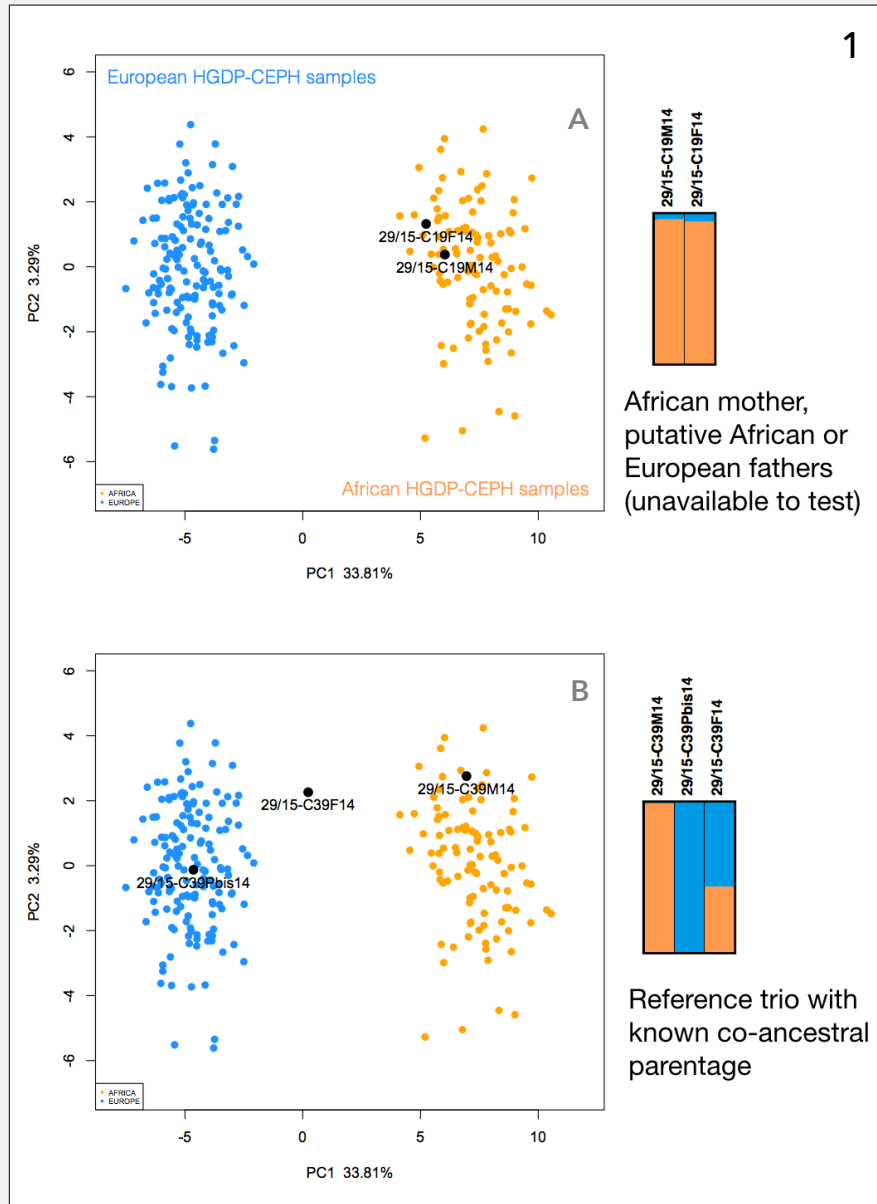 1
European HGDP-CEPH samples
A
6
4
2
0
-2
-4
-6
PC2 3.29%
29/15-C19F14
29/15-C19M14
African HGDP-CEPH samples
AFRICA
EUROPE
-5
0
5
10
PC1 33.81%
29/15-C19M14
29/15-C19F14
African mother,
putative African or
European fathers
(unavailable to test)
B
6
4
2
0
-2
-4
-6
PC2 3.29%
29/15-C39F14
29/15-C39M14
29/15-C39Pbis14
AFRICA
EUROPE
-5
0
5
10
PC1 33.81%
29/15-C39M14
29/15-C39Pbis14
29/15-C39F14
Reference trio with
known co-ancestral
parentage